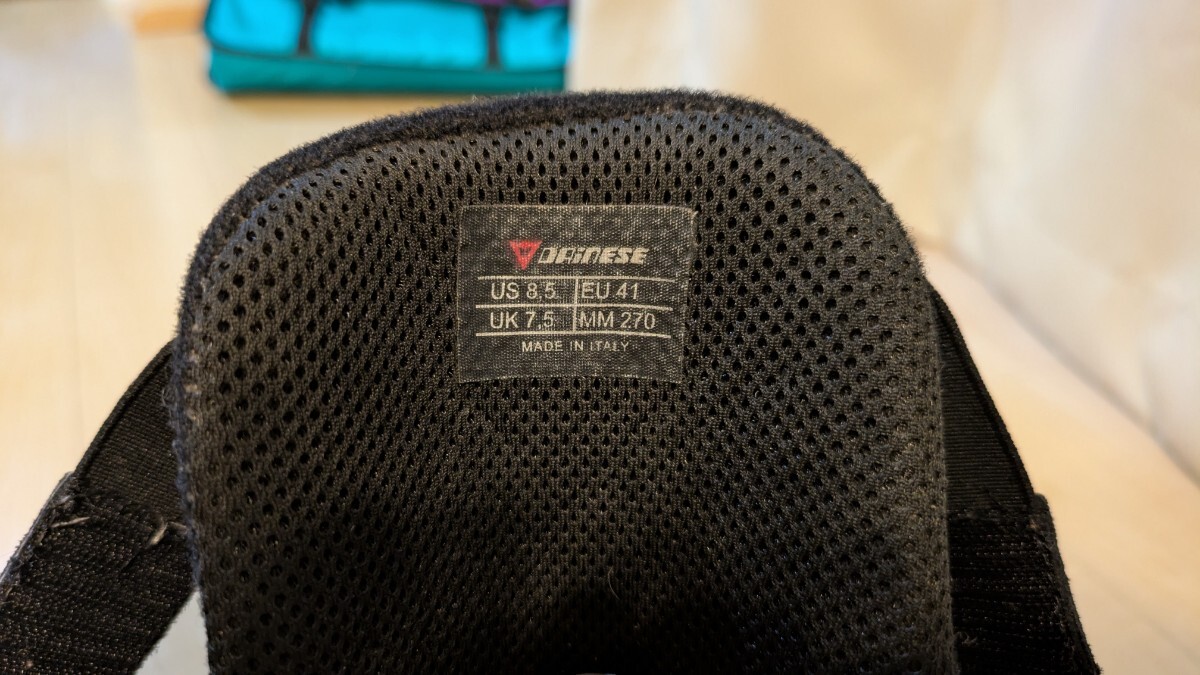 DAINESE
US 8,5 EU 41
UK 7,5 MM 270
MADE IN ITALY